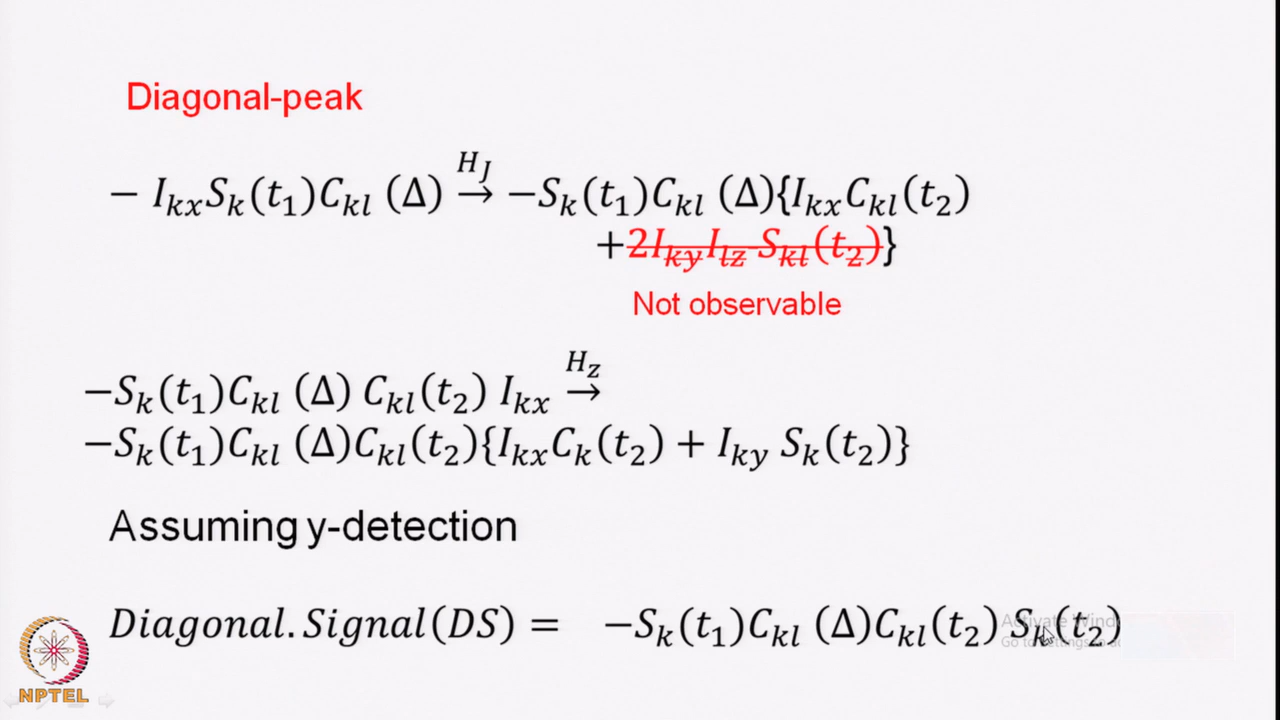 Diagonal-peak
− I_{kx}S_k(t_1)C_{kl} (Δ) \xrightarrow{H_J} −S_k(t_1)C_{kl} (Δ){I_{kx}C_{kl}(t_2)
+2I_{ky}I_{lz} S_{kl}(t_2)}
Not observable
−S_k(t_1)C_{kl} (Δ) C_{kl}(t_2) I_{kx} \xrightarrow{H_z}
−S_k(t_1)C_{kl} (Δ)C_{kl}(t_2){I_{kx}C_k(t_2) + I_{ky} S_k(t_2)}
Assuming y-detection
Diagonal.Signal(DS) = −S_k(t_1)C_{kl} (Δ)C_{kl}(t_2) S_k(t_2)
NPTEL